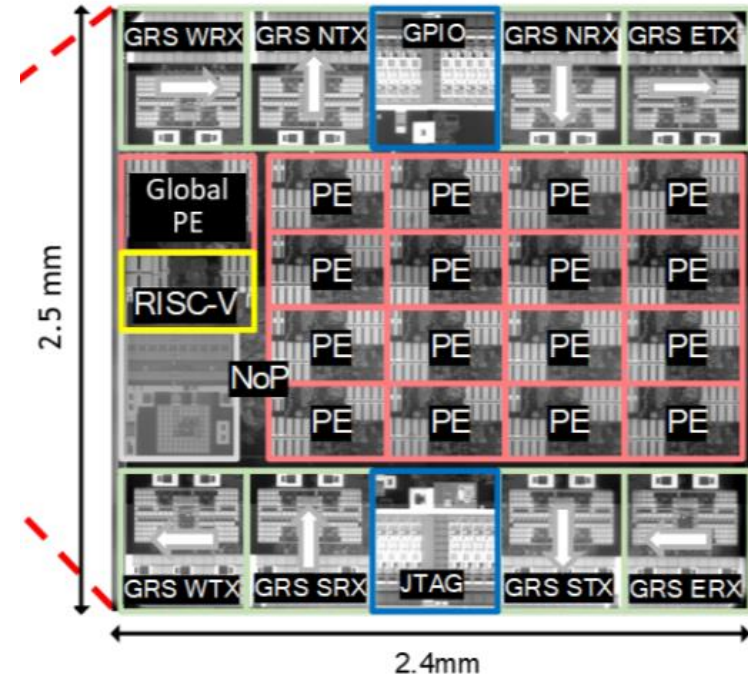 GRS WRX GRS NTX GPIO GRS NRX GRS ETX
Global
PE
PE PE PE PE
RISC-V
PE PE PE PE
NoP
PE PE PE PE
PE PE PE PE
GRS WTX GRS SRX JTAG GRS STX GRS ERX
2.5 mm
2.4mm